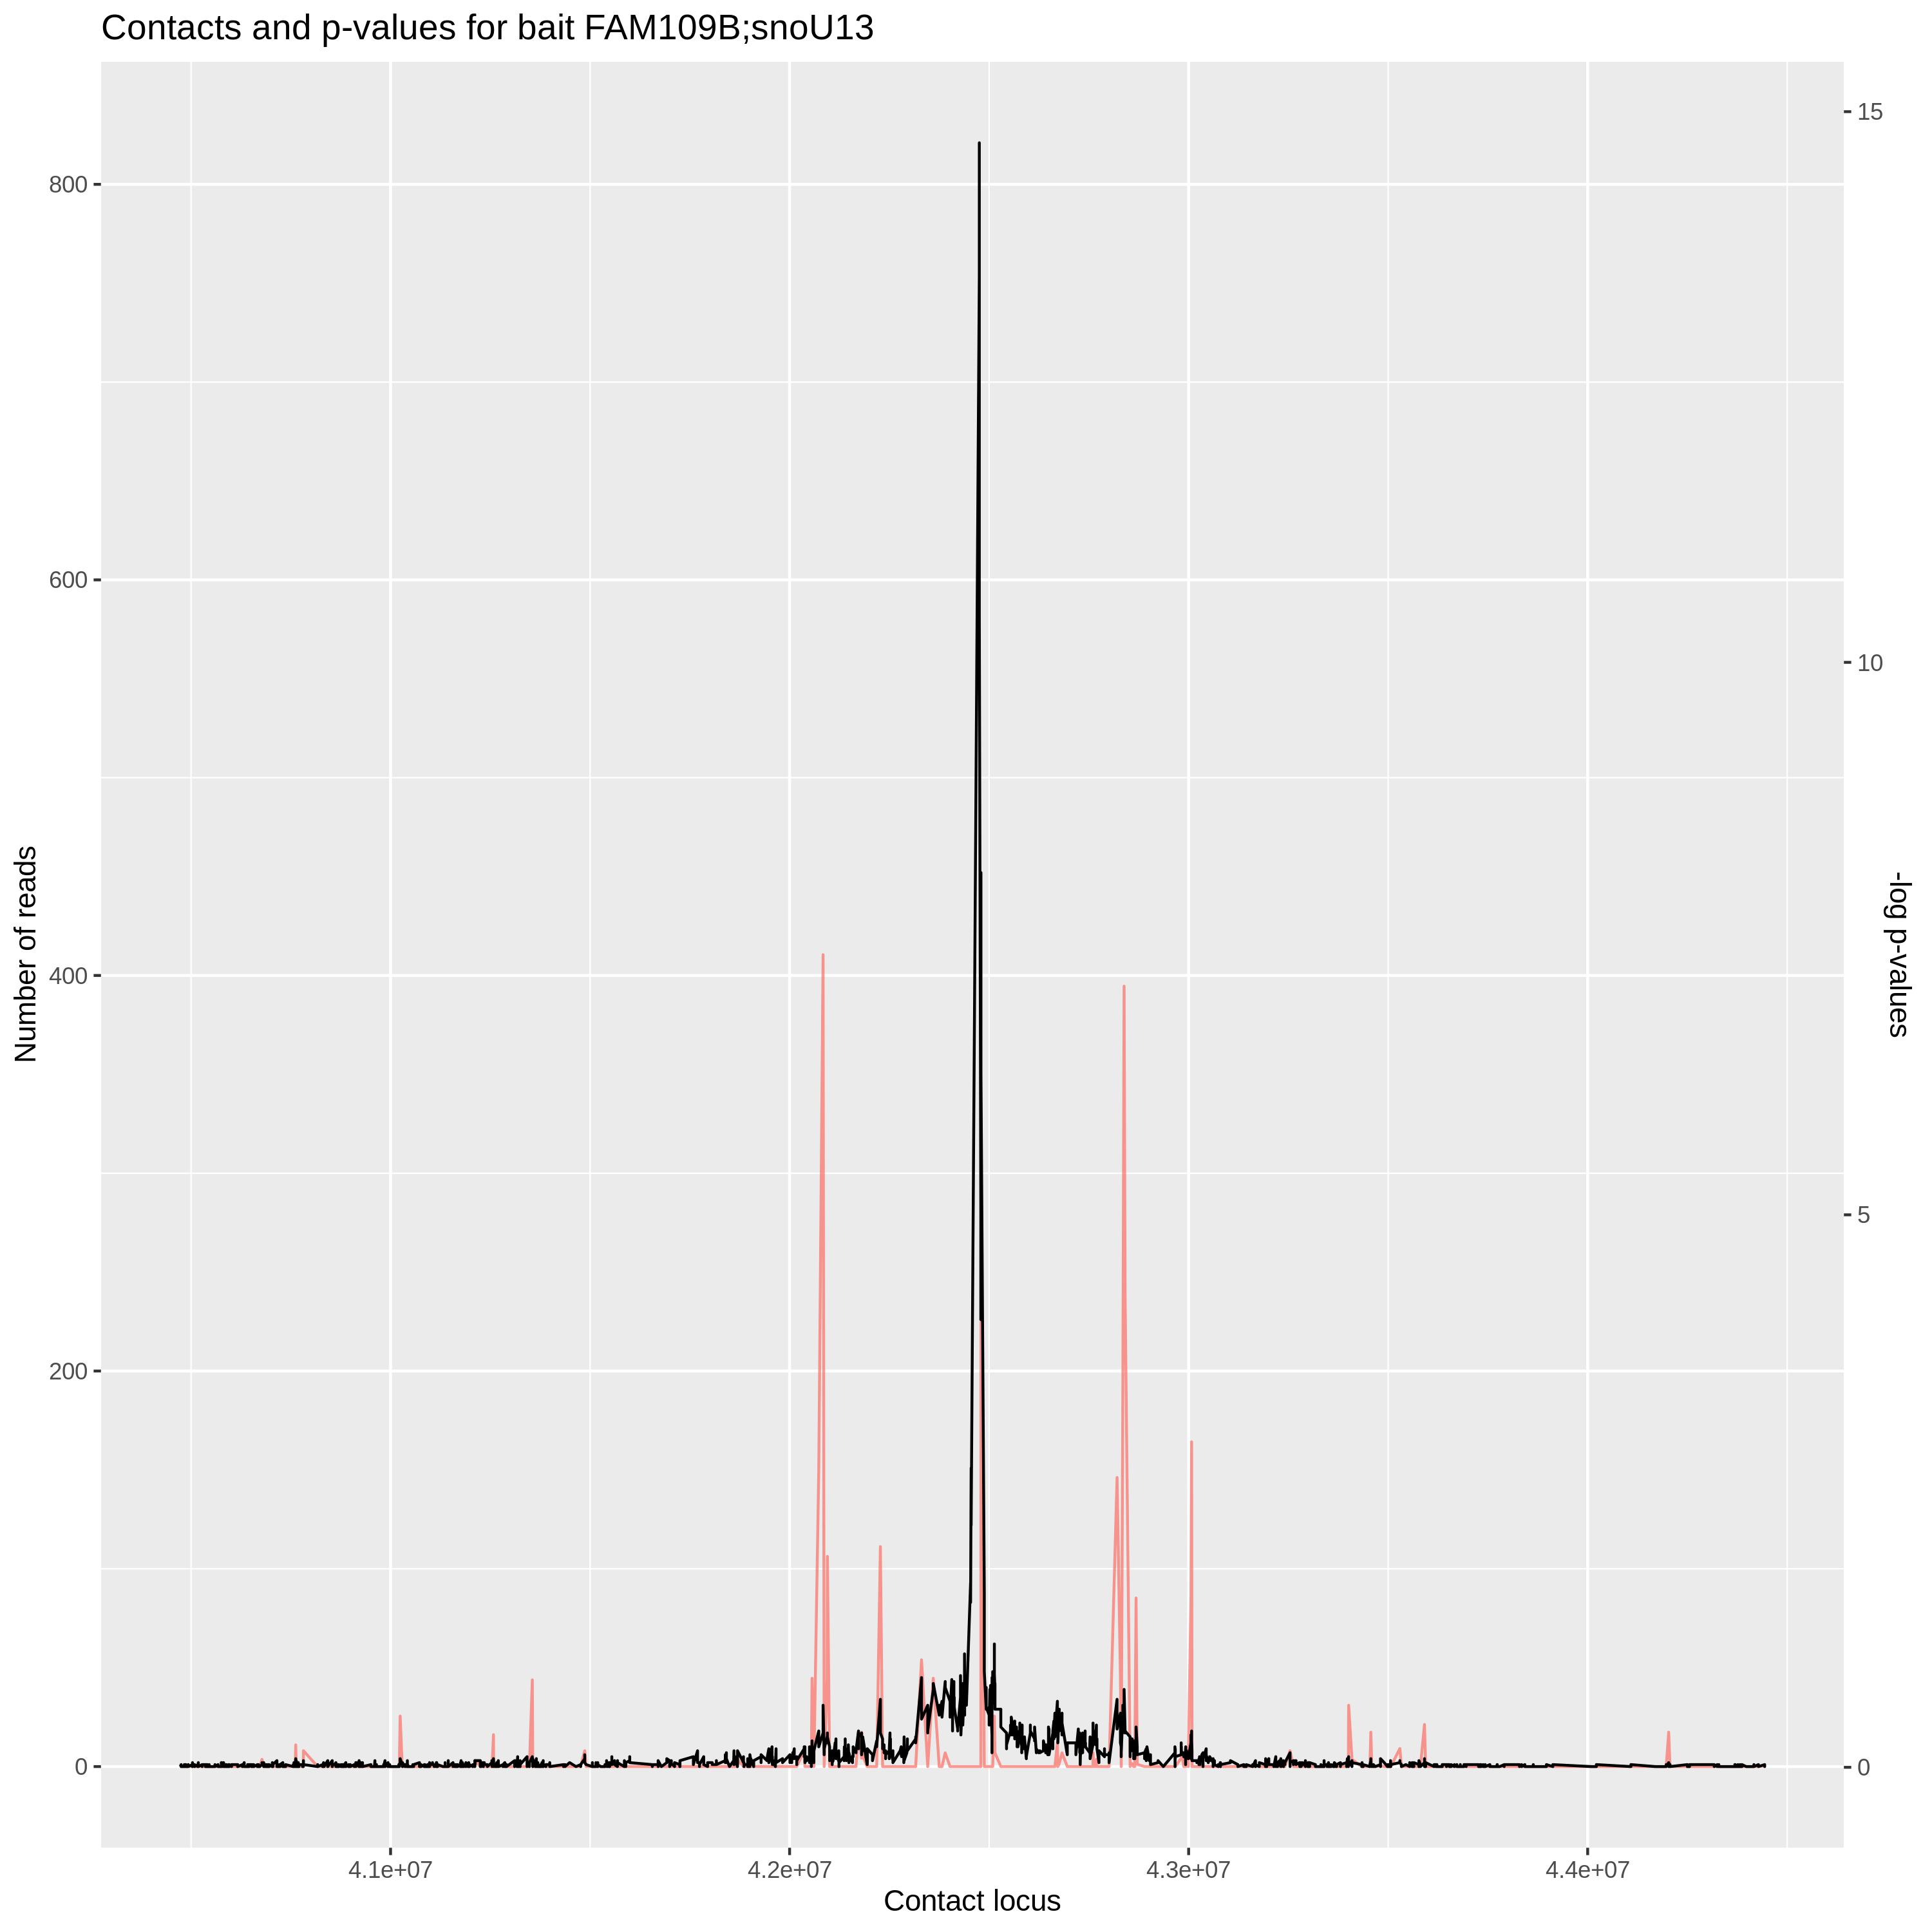 Contacts and p-values for bait FAM109B;snoU13
Number of reads
800
600
400
200
0
15
10
5
0
-log p-values
4.1e+07
4.2e+07
4.3e+07
4.4e+07
Contact locus